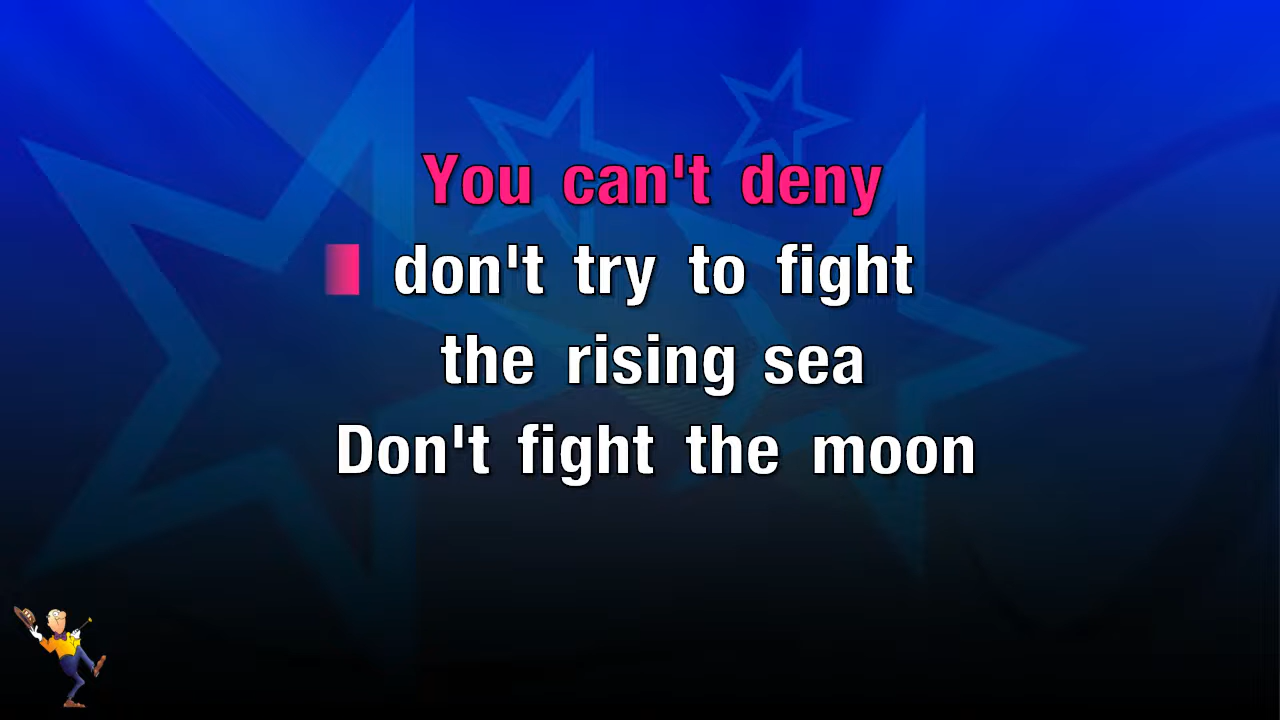 You can't deny
don't try to fight
the rising sea
Don't fight the moon